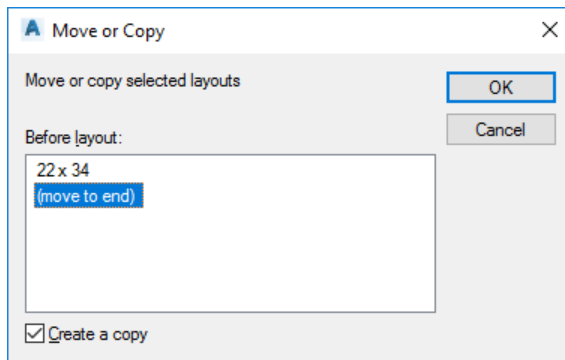 Move or Copy
Move or copy selected layouts
OK
Cancel
Before layout:
22 x 34
(move to end)
Create a copy